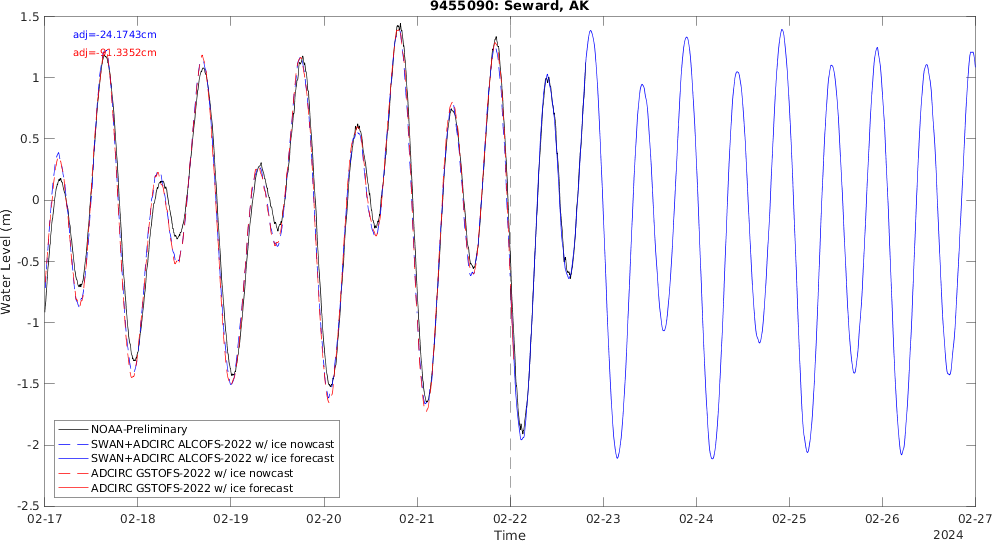 9455090: Seward, AK
adj=-24.1743cm
adj=-91.3352cm
1.5
1
0.5
0
-0.5
-1
-1.5
-2
-2.5
Water Level (m)
NOAA-Preliminary
SWAN+ADCIRC ALCOFS-2022 w/ ice nowcast
SWAN+ADCIRC ALCOFS-2022 w/ ice forecast
ADCIRC GSTOFS-2022 w/ ice nowcast
ADCIRC GSTOFS-2022 w/ ice forecast
02-17 02-18 02-19 02-20 02-21 02-22 02-23 02-24 02-25 02-26 02-27
Time
2024